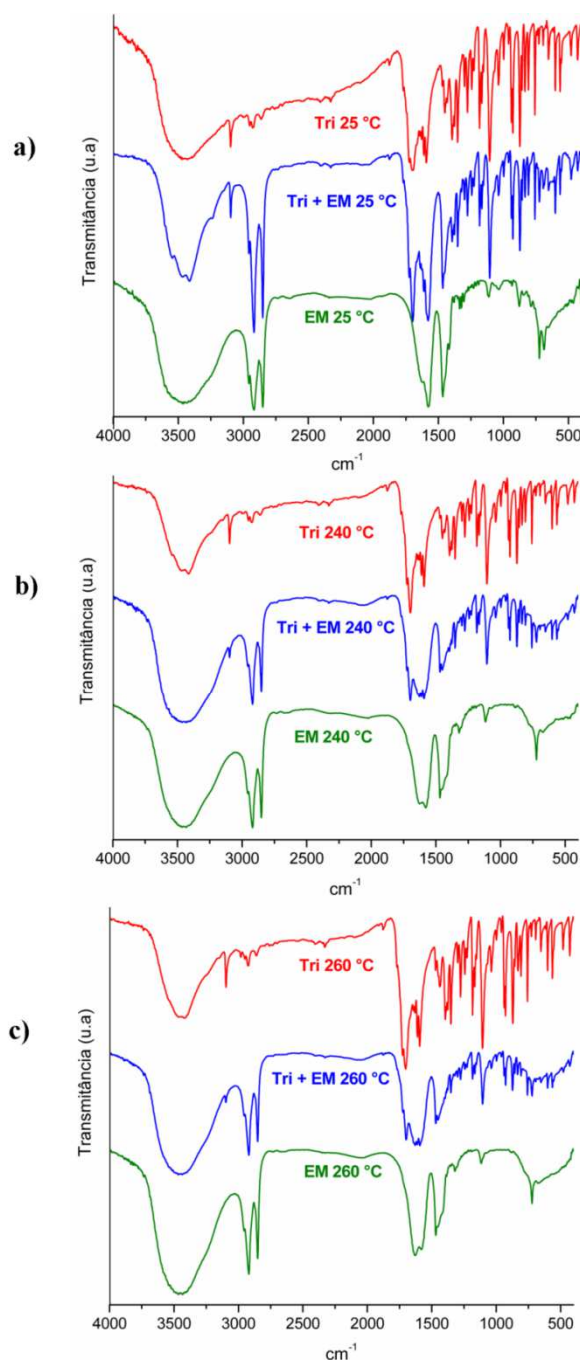 a)
Transmitância (u.a)
Tri 25 °C
Tri + EM 25 °C
EM 25 °C
4000 3500 3000 2500 2000 1500 1000 500
cm-1
b)
Transmitância (u.a)
Tri 240 °C
Tri + EM 240 °C
EM 240 °C
4000 3500 3000 2500 2000 1500 1000 500
cm-1
c)
Transmitância (u.a)
Tri 260 °C
Tri + EM 260 °C
EM 260 °C
4000 3500 3000 2500 2000 1500 1000 500
cm-1